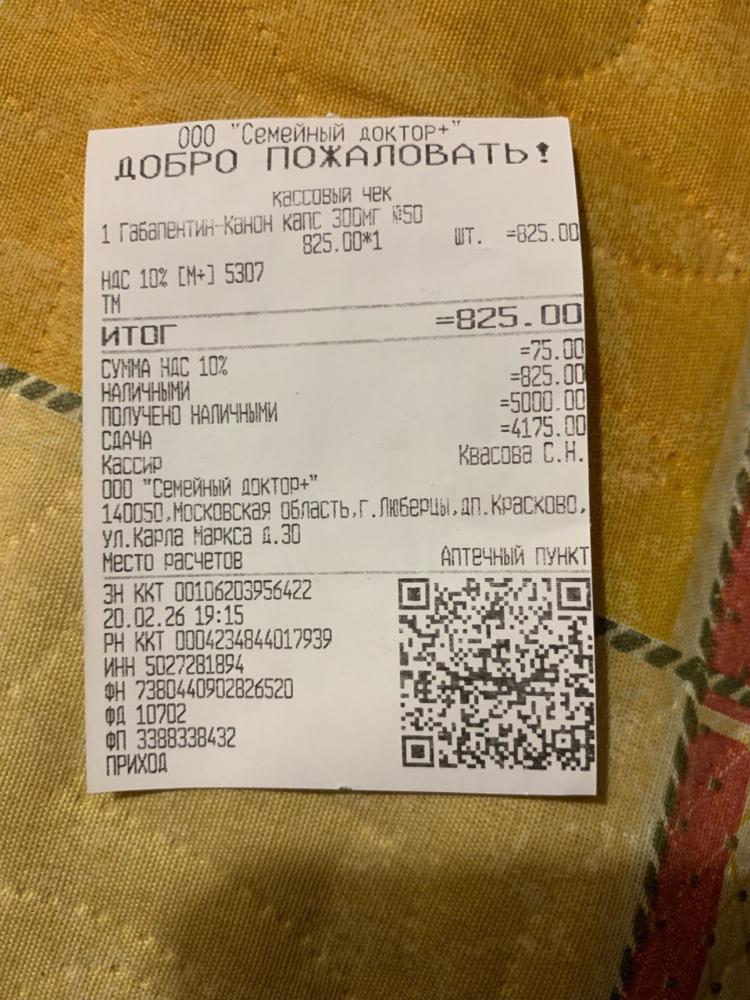 ООО "Семейный доктор+"
ДОБРО ПОЖАЛОВАТЬ!
КАССОВЫЙ ЧЕК
1 Габапентин-Канон капс 300мг №50
825.00*1 ШТ. =825.00
НДС 10% [М+] 5307
ТМ
ИТОГ =825.00
СУММА НДС 10% =75.00
НАЛИЧНЫМИ =825.00
ПОЛУЧЕНО НАЛИЧНЫМИ =5000.00
СДАЧА =4175.00
Кассир Квасова С.Н.
ООО "Семейный доктор+"
140050,Московская область,г.Люберцы,дп.Красково,
ул.Карла Маркса д.30
Место расчетов Аптечный пункт
ЗН ККТ 00106203956422
20.02.26 19:15
РН ККТ 0004234844017939
ИНН 5027281894
ФН 7380440902826520
ФД 10702
ФП 3388338432
ПРИХОД